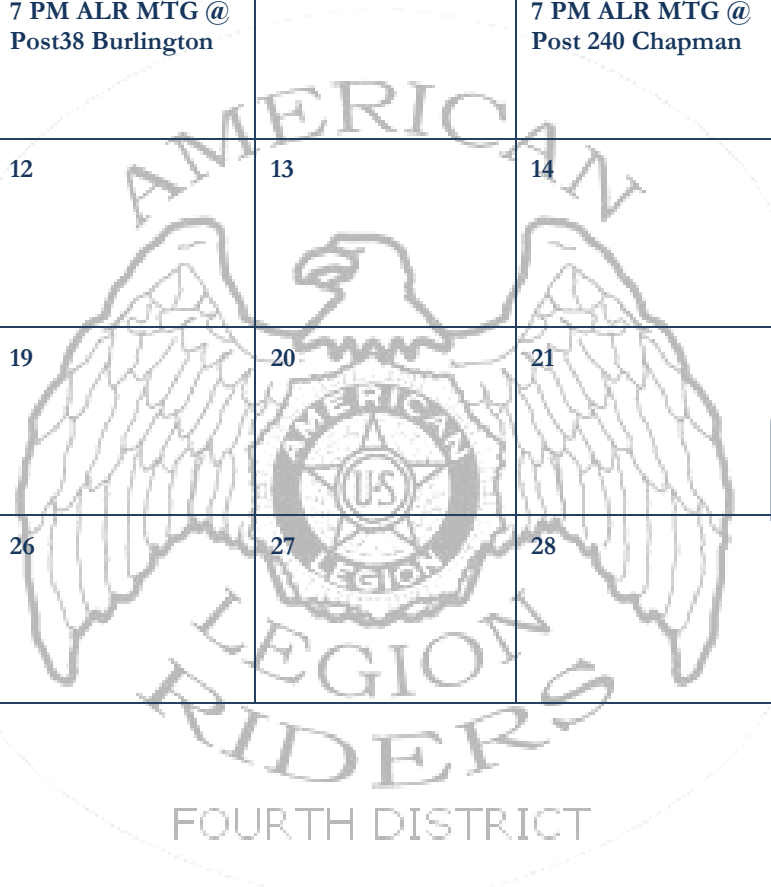 7 PM ALR MTG @
Post38 Burlington
7 PM ALR MTG @
Post 240 Chapman
AMERICAN
12
13
14
19
20
21
AMERICAN
US
LEGION
26
27
28
LEGION
RIDERS
FOURTH DISTRICT